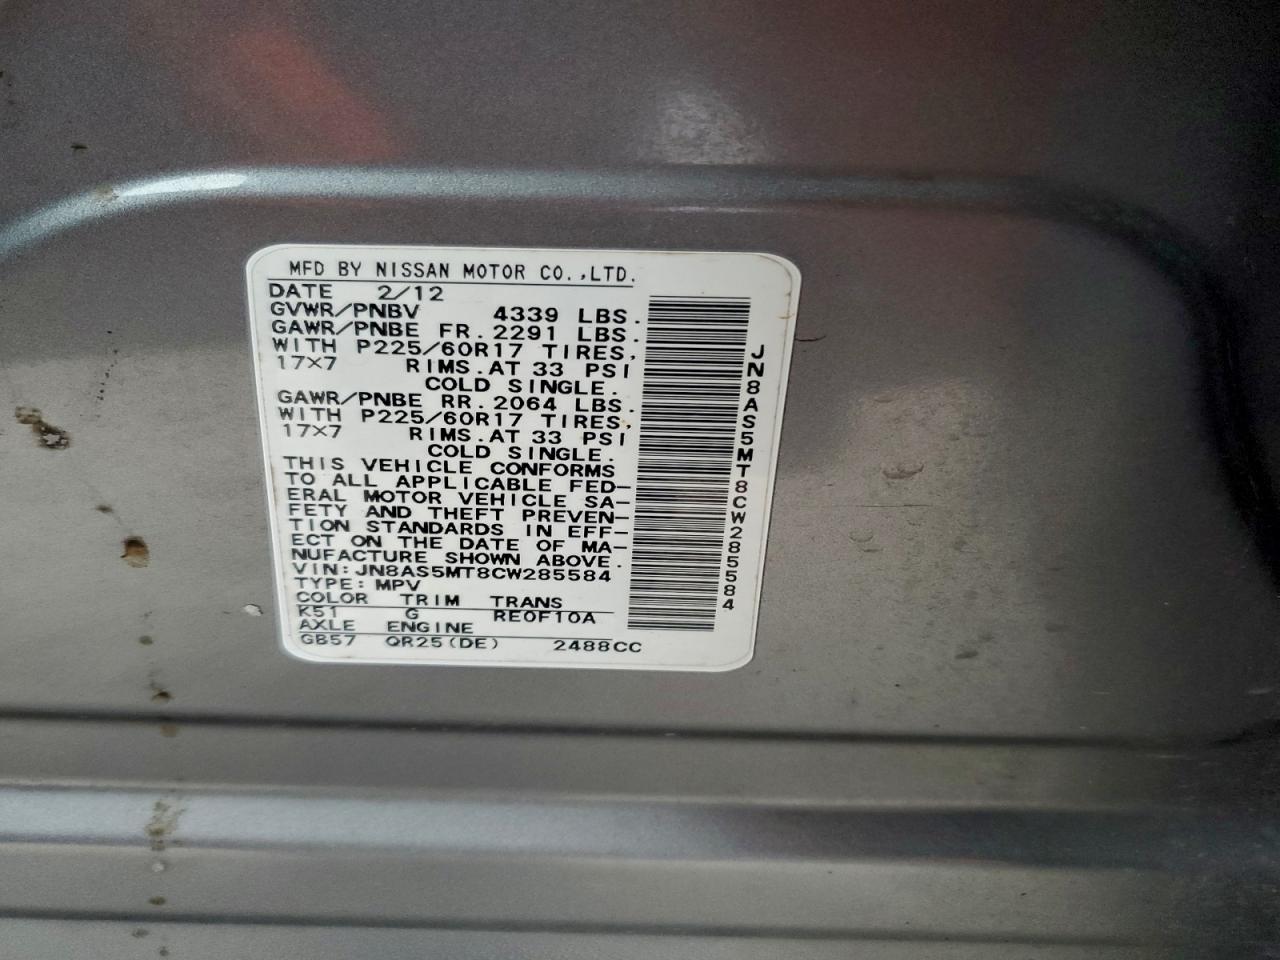 MFD BY NISSAN MOTOR CO.,LTD.
DATE 2/12
GVWR/PNBV 4339 LBS.
GAWR/PNBE FR. 2291 LBS.
WITH P225/60R17 TIRES,
17×7 RIMS.AT 33 PSI
COLD SINGLE.
GAWR/PNBE RR. 2064 LBS.
WITH P225/60R17 TIRES,
17×7 RIMS.AT 33 PSI
COLD SINGLE.
THIS VEHICLE CONFORMS
TO ALL APPLICABLE FED-
ERAL MOTOR VEHICLE SA-
FETY AND THEFT PREVEN-
TION STANDARDS IN EFF-
ECT ON THE DATE OF MA-
NUFACTURE SHOWN ABOVE.
VIN: JN8AS5MT8CW285584
TYPE: MPV
COLOR TRIM TRANS
K51 G RE0F10A
AXLE ENGINE
GB57 QR25(DE) 2488CC
JN8AS5MT8CW285584